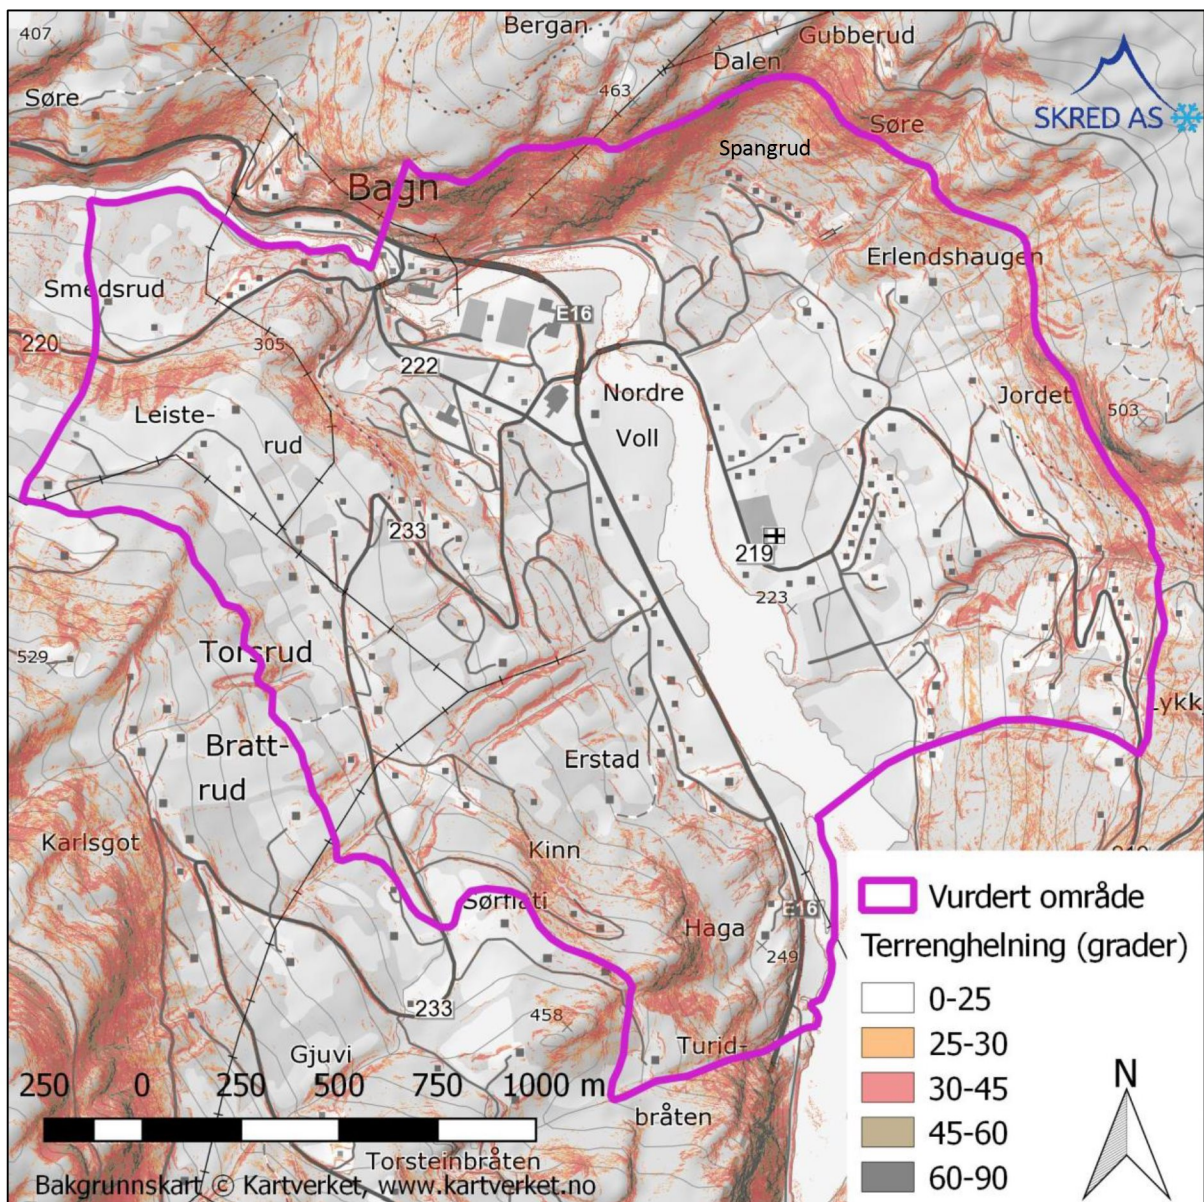 407
Bergan
Gubberud
Dalen
Søre
463
Søre
SKRED AS
Spangrud
Bagn
Erlendshaugen
Smedsrud
E16
220
305
222
Leiste-
rud
Nordre
Voll
Jordet
503
233
219
223
529
Torsrud
Bratt-
rud
Erstad
Lykkj
Karlsgot
Kinn
Sørflati
Haga
E16
249
Vurdert område
Terrenghelning (grader)
0-25
25-30
30-45
45-60
60-90
N
458
233
Gjuvi
Turid-
bråten
250 0 250 500 750 1000 m
Torsteinbråten
Bakgrunnskart © Kartverket, www.kartverket.no